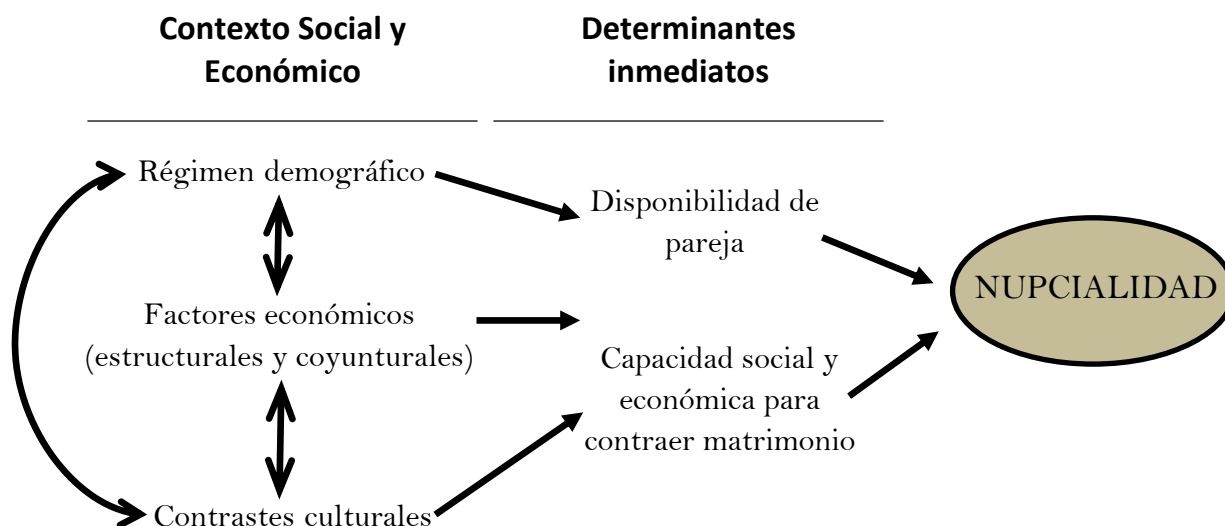 Contexto Social y
Económico
Determinantes
inmediatos
Régimen demográfico
Disponibilidad de
pareja
NUPCIALIDAD
Factores económicos
(estructurales y coyunturales)
Capacidad social y
económica para
contraer matrimonio
Contrastes culturales